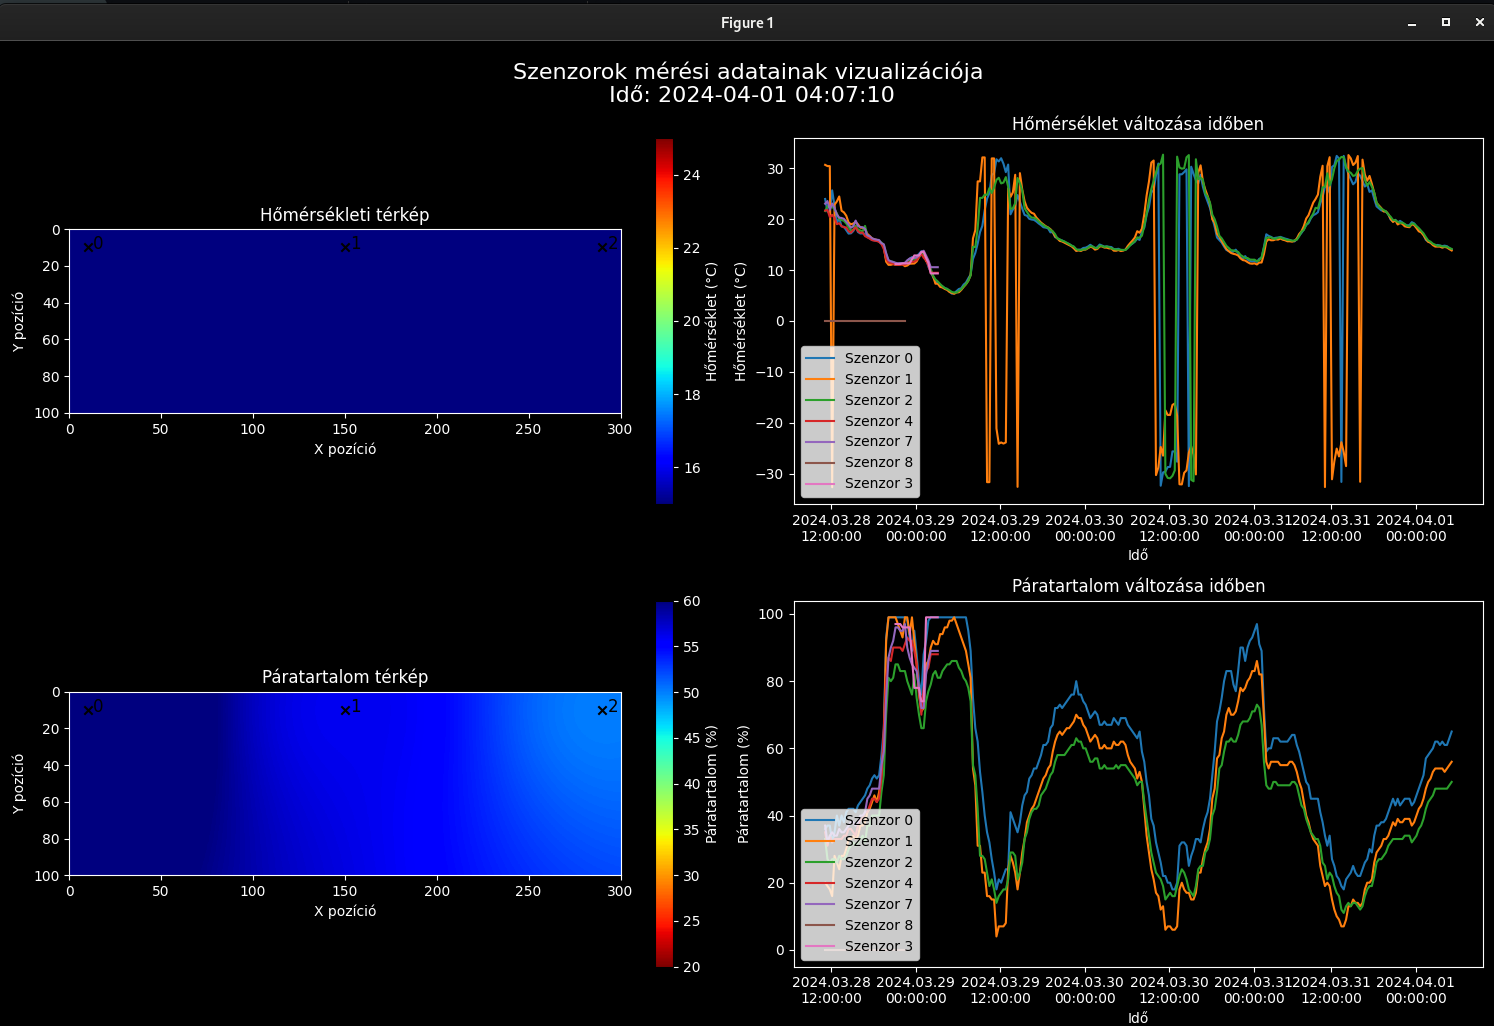 Figure 1
Szenzorok mérési adatainak vizualizációja
Idő: 2024-04-01 04:07:10
Hőmérsékleti térkép
0
20
40
60
80
100
Y pozíció
0
1
2
0 50 100 150 200 250 300
X pozíció
24
22
20
18
16
Hőmérséklet (°C)
Hőmérséklet változása időben
30
20
10
0
−10
−20
−30
Hőmérséklet (°C)
Szenzor 0
Szenzor 1
Szenzor 2
Szenzor 4
Szenzor 7
Szenzor 8
Szenzor 3
2024.03.28 2024.03.29 2024.03.29 2024.03.30 2024.03.30 2024.03.31 2024.03.31 2024.04.01
12:00:00 00:00:00 12:00:00 00:00:00 12:00:00 00:00:00 12:00:00 00:00:00
Idő
Páratartalom térkép
0
20
40
60
80
100
Y pozíció
0
1
2
0 50 100 150 200 250 300
X pozíció
60
55
50
45
40
35
30
25
20
Páratartalom (%)
Páratartalom változása időben
100
80
60
40
20
0
Páratartalom (%)
Szenzor 0
Szenzor 1
Szenzor 2
Szenzor 4
Szenzor 7
Szenzor 8
Szenzor 3
2024.03.28 2024.03.29 2024.03.29 2024.03.30 2024.03.30 2024.03.31 2024.03.31 2024.04.01
12:00:00 00:00:00 12:00:00 00:00:00 12:00:00 00:00:00 12:00:00 00:00:00
Idő